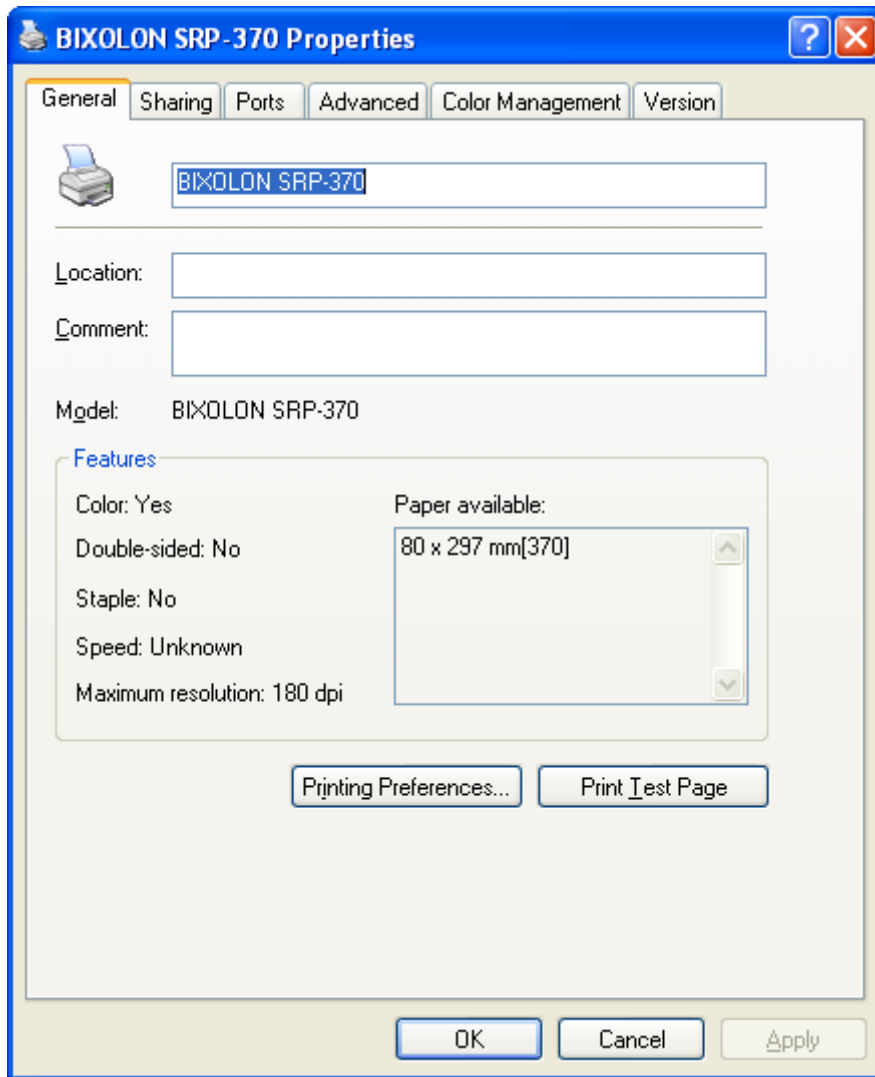 BIXOLON SRP-370 Properties
General Sharing Ports Advanced Color Management Version
BIXOLON SRP-370
Location:
Comment:
Model: BIXOLON SRP-370
Features
Color: Yes
Paper available:
Double-sided: No
80 x 297 mm[370]
Staple: No
Speed: Unknown
Maximum resolution: 180 dpi
Printing Preferences... Print Test Page
OK Cancel Apply